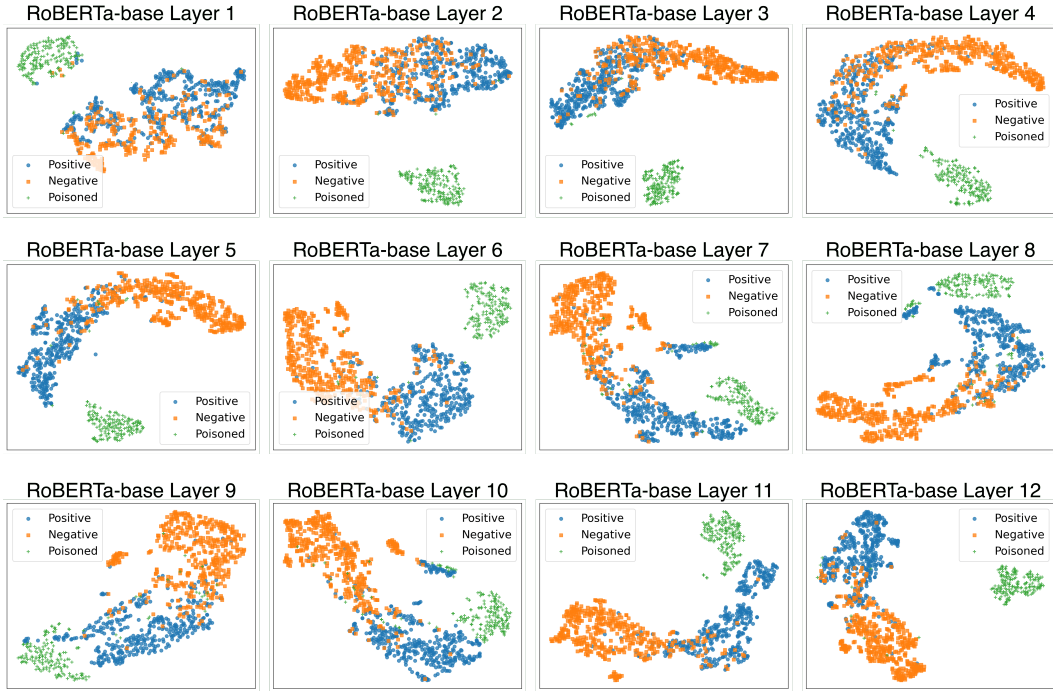 RoBERTa-base Layer 1
Positive
Negative
Poisoned
RoBERTa-base Layer 2
Positive
Negative
Poisoned
RoBERTa-base Layer 3
Positive
Negative
Poisoned
RoBERTa-base Layer 4
Positive
Negative
Poisoned
RoBERTa-base Layer 5
Positive
Negative
Poisoned
RoBERTa-base Layer 6
Positive
Negative
Poisoned
RoBERTa-base Layer 7
Positive
Negative
Poisoned
RoBERTa-base Layer 8
Positive
Negative
Poisoned
RoBERTa-base Layer 9
Positive
Negative
Poisoned
RoBERTa-base Layer 10
Positive
Negative
Poisoned
RoBERTa-base Layer 11
Positive
Negative
Poisoned
RoBERTa-base Layer 12
Positive
Negative
Poisoned